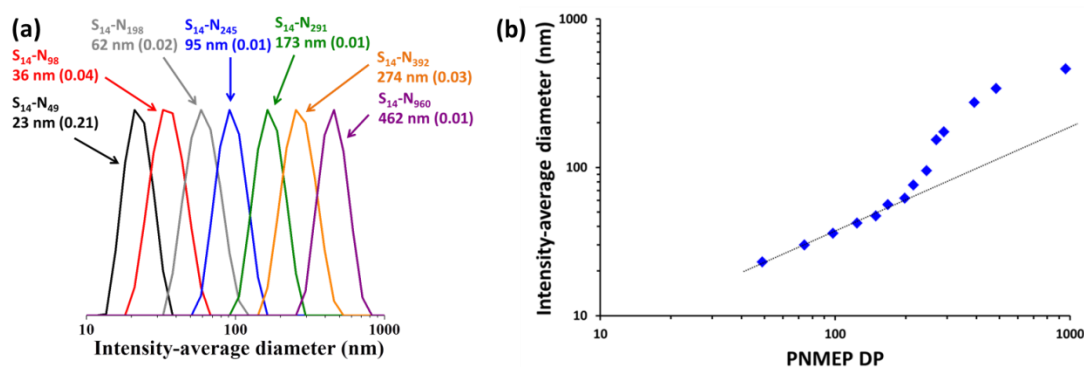 (a)
S14-N49
23 nm (0.21)
S14-N98
36 nm (0.04)
S14-N198
62 nm (0.02)
S14-N245
95 nm (0.01)
S14-N291
173 nm (0.01)
S14-N392
274 nm (0.03)
S14-N960
462 nm (0.01)
10
100
1000
Intensity-average diameter (nm)
(b)
Intensity-average diameter (nm)
1000
100
10
10
100
1000
PNMEP DP